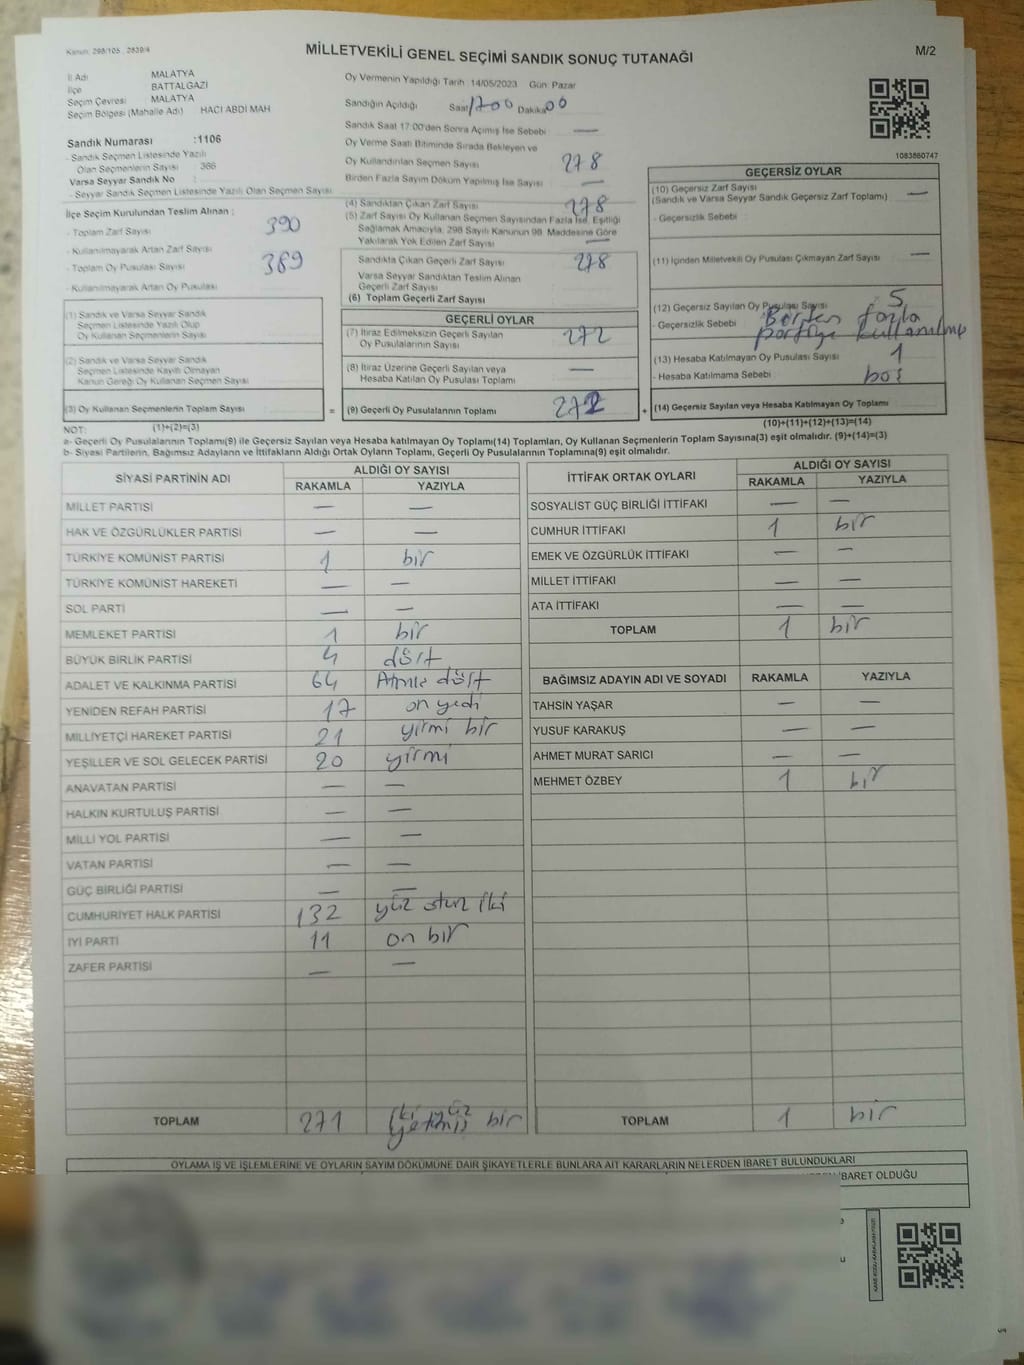 Kanun: 298/105, 2839/4
MİLLETVEKİLİ GENEL SEÇİMİ SANDIK SONUÇ TUTANAĞI
M/2
İl Adı MALATYA
İlçe BATTALGAZİ
Seçim Çevresi MALATYA
Seçim Bölgesi (Mahalle Adı) HACI ABDİ MAH
Sandık Numarası :1106
- Sandık Seçmen Listesinde Yazılı
Olan Seçmenlerin Sayısı : 366
Varsa Seyyar Sandık No :
- Seyyar Sandık Seçmen Listesinde Yazılı Olan Seçmen Sayısı
İlçe Seçim Kurulundan Teslim Alınan :
- Toplam Zarf Sayısı 390
- Kullanılmayarak Artan Zarf Sayısı
- Toplam Oy Pusulası Sayısı 389
- Kullanılmayarak Artan Oy Pusulası
(1) Sandık ve Varsa Seyyar Sandık
Seçmen Listesinde Yazılı Olup
Oy Kullanan Seçmenlerin Sayısı
(2) Sandık ve Varsa Seyyar Sandık
Seçmen Listesinde Kayıtlı Olmayan
Kanun Gereği Oy Kullanan Seçmen Sayısı
(3) Oy Kullanan Seçmenlerin Toplam Sayısı
(1)+(2)=(3)
Oy Vermenin Yapıldığı Tarih 14/05/2023 Gün: Pazar
Sandığın Açıldığı Saat 1700 Dakika 00
Sandık Saat 17:00'den Sonra Açılmış İse Sebebi —
Oy Verme Saati Bitiminde Sırada Bekleyen ve
Oy Kullandırılan Seçmen Sayısı 278
Birden Fazla Sayım Döküm Yapılmış İse Sayısı —
(4) Sandıktan Çıkan Zarf Sayısı 278
(5) Zarf Sayısı Oy Kullanan Seçmen Sayısından Fazla İse, Eşitliği
Sağlamak Amacıyla, 298 Sayılı Kanunun 98. Maddesine Göre
Yakılarak Yok Edilen Zarf Sayısı —
Sandıkta Çıkan Geçerli Zarf Sayısı 278
Varsa Seyyar Sandıktan Teslim Alınan
Geçerli Zarf Sayısı
(6) Toplam Geçerli Zarf Sayısı
GEÇERLİ OYLAR
(7) İtiraz Edilmeksizin Geçerli Sayılan
Oy Pusulalarının Sayısı 272
(8) İtiraz Üzerine Geçerli Sayılan veya
Hesaba Katılan Oy Pusulası Toplamı —
= (9) Geçerli Oy Pusulalarının Toplamı 272 +
1083860747
GEÇERSİZ OYLAR
(10) Geçersiz Zarf Sayısı
(Sandık ve Varsa Seyyar Sandık Geçersiz Zarf Toplamı) —
- Geçersizlik Sebebi
(11) İçinden Milletvekili Oy Pusulası Çıkmayan Zarf Sayısı —
(12) Geçersiz Sayılan Oy Pusulası Sayısı 5
- Geçersizlik Sebebi Birden fazla
partiye kullanılmış
(13) Hesaba Katılmayan Oy Pusulası Sayısı 1
- Hesaba Katılmama Sebebi boş
(14) Geçersiz Sayılan veya Hesaba Katılmayan Oy Toplamı
(10)+(11)+(12)+(13)=(14)
NOT:
a- Geçerli Oy Pusulalarının Toplamı(9) ile Geçersiz Sayılan veya Hesaba katılmayan Oy Toplamı(14) Toplamları, Oy Kullanan Seçmenlerin Toplam Sayısına(3) eşit olmalıdır. (9)+(14)=(3)
b- Siyasi Partilerin, Bağımsız Adayların ve İttifakların Aldığı Ortak Oyların Toplamı, Geçerli Oy Pusulalarının Toplamına(9) eşit olmalıdır.
SİYASİ PARTİNİN ADI ALDIĞI OY SAYISI
RAKAMLA YAZIYLA
MİLLET PARTİSİ — —
HAK VE ÖZGÜRLÜKLER PARTİSİ — —
TÜRKİYE KOMÜNİST PARTİSİ 1 bir
TÜRKİYE KOMÜNİST HAREKETİ — —
SOL PARTİ — —
MEMLEKET PARTİSİ 1 bir
BÜYÜK BİRLİK PARTİSİ 4 dört
ADALET VE KALKINMA PARTİSİ 64 Atmış dört
YENİDEN REFAH PARTİSİ 17 on yedi
MİLLİYETÇİ HAREKET PARTİSİ 21 yirmi bir
YEŞİLLER VE SOL GELECEK PARTİSİ 20 yirmi
ANAVATAN PARTİSİ — —
HALKIN KURTULUŞ PARTİSİ — —
MİLLİ YOL PARTİSİ — —
VATAN PARTİSİ — —
GÜÇ BİRLİĞİ PARTİSİ — —
CUMHURİYET HALK PARTİSİ 132 yüz otuz iki
İYİ PARTİ 11 on bir
ZAFER PARTİSİ — —
TOPLAM 271 iki yüz
yetmiş bir
İTTİFAK ORTAK OYLARI ALDIĞI OY SAYISI
RAKAMLA YAZIYLA
SOSYALİST GÜÇ BİRLİĞİ İTTİFAKI — —
CUMHUR İTTİFAKI 1 bir
EMEK VE ÖZGÜRLÜK İTTİFAKI — —
MİLLET İTTİFAKI — —
ATA İTTİFAKI — —
TOPLAM 1 bir
BAĞIMSIZ ADAYIN ADI VE SOYADI RAKAMLA YAZIYLA
TAHSİN YAŞAR — —
YUSUF KARAKUŞ — —
AHMET MURAT SARICI — —
MEHMET ÖZBEY 1 bir
TOPLAM 1 bir
OYLAMA İŞ VE İŞLEMLERİNE VE OYLARIN SAYIM DÖKÜMÜNE DAİR ŞİKAYETLERLE BUNLARA AİT KARARLARIN NELERDEN İBARET BULUNDUKLARI
İBARET OLDUĞU